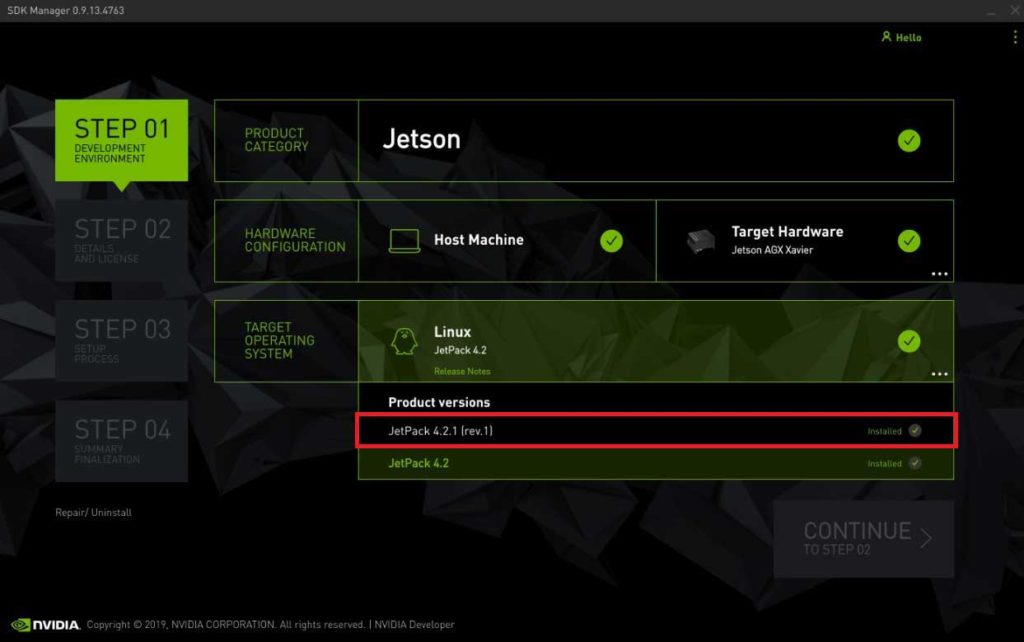 SDK Manager 0.9.13.4763
Hello
STEP 01
DEVELOPMENT
ENVIRONMENT
PRODUCT
CATEGORY
Jetson
STEP 02
DETAILS
AND LICENSE
HARDWARE
CONFIGURATION
Host Machine
Target Hardware
Jetson AGX Xavier
STEP 03
SETUP
PROCESS
TARGET
OPERATING
SYSTEM
Linux
JetPack 4.2
Release Notes
Product versions
JetPack 4.2.1 (rev.1) Installed
JetPack 4.2 Installed
STEP 04
SUMMARY
FINALIZATION
Repair/ Uninstall
CONTINUE
TO STEP 02
NVIDIA. Copyright © 2019, NVIDIA CORPORATION. All rights reserved. | NVIDIA Developer